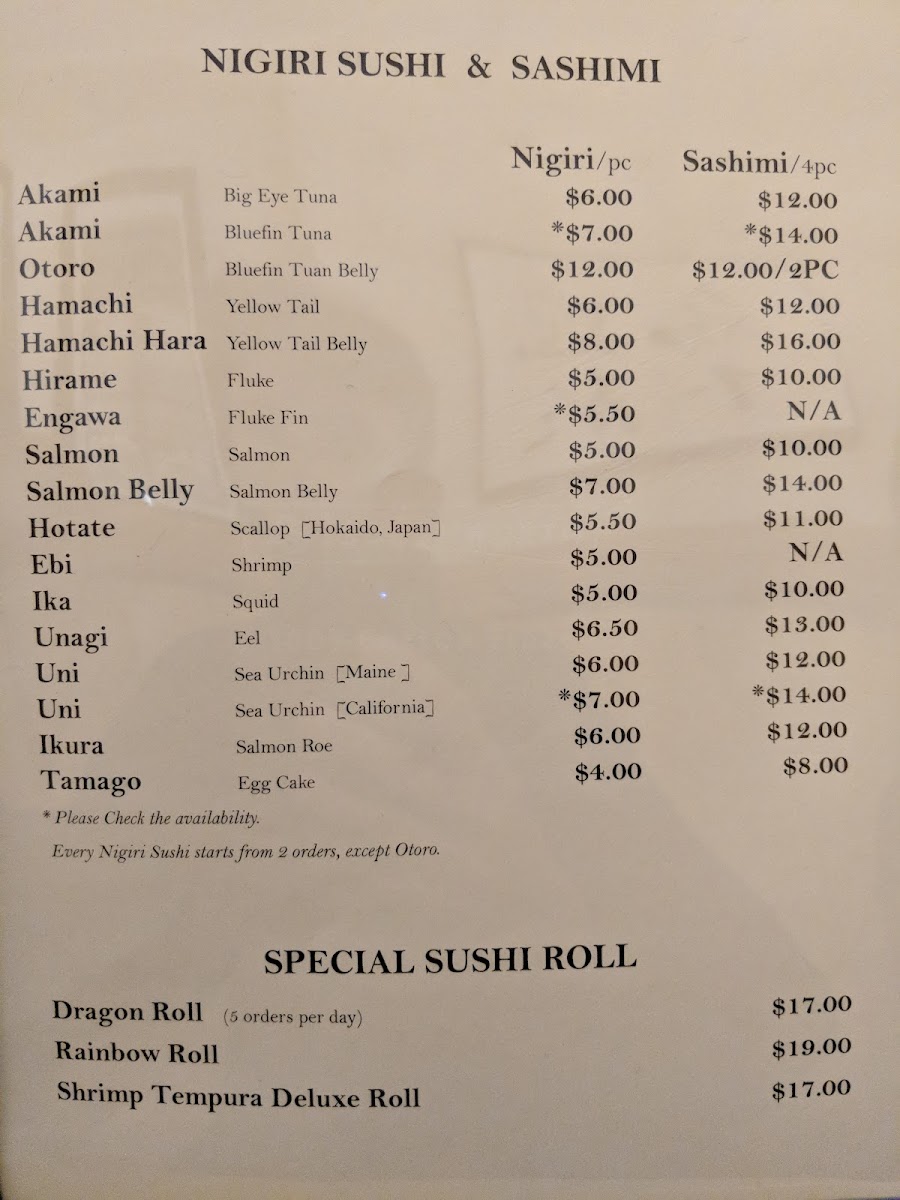 NIGIRI SUSHI & SASHIMI
Nigiri/pc Sashimi/4pc
Akami Big Eye Tuna $6.00 $12.00
Akami Bluefin Tuna *$7.00 *$14.00
Otoro Bluefin Tuan Belly $12.00 $12.00/2PC
Hamachi Yellow Tail $6.00 $12.00
Hamachi Hara Yellow Tail Belly $8.00 $16.00
Hirame Fluke $5.00 $10.00
Engawa Fluke Fin *$5.50 N/A
Salmon Salmon $5.00 $10.00
Salmon Belly Salmon Belly $7.00 $14.00
Hotate Scallop [Hokaido, Japan] $5.50 $11.00
Ebi Shrimp $5.00 N/A
Ika Squid $5.00 $10.00
Unagi Eel $6.50 $13.00
Uni Sea Urchin [Maine ] $6.00 $12.00
Uni Sea Urchin [California] *$7.00 *$14.00
Ikura Salmon Roe $6.00 $12.00
Tamago Egg Cake $4.00 $8.00
* Please Check the availability.
Every Nigiri Sushi starts from 2 orders, except Otoro.
SPECIAL SUSHI ROLL
Dragon Roll (5 orders per day) $17.00
Rainbow Roll $19.00
Shrimp Tempura Deluxe Roll $17.00